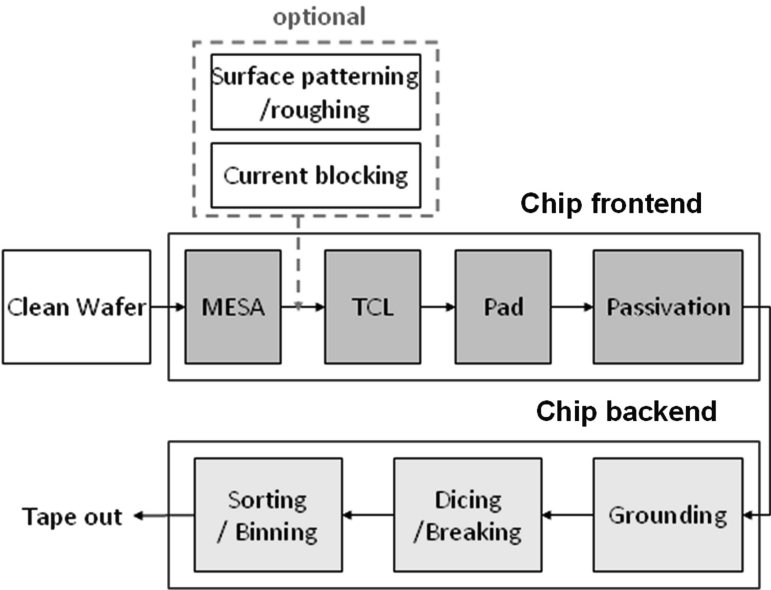 optional
Surface patterning
/roughing
Current blocking
Chip frontend
Clean Wafer
MESA
TCL
Pad
Passivation
Chip backend
Tape out
Sorting
/ Binning
Dicing
/Breaking
Grounding